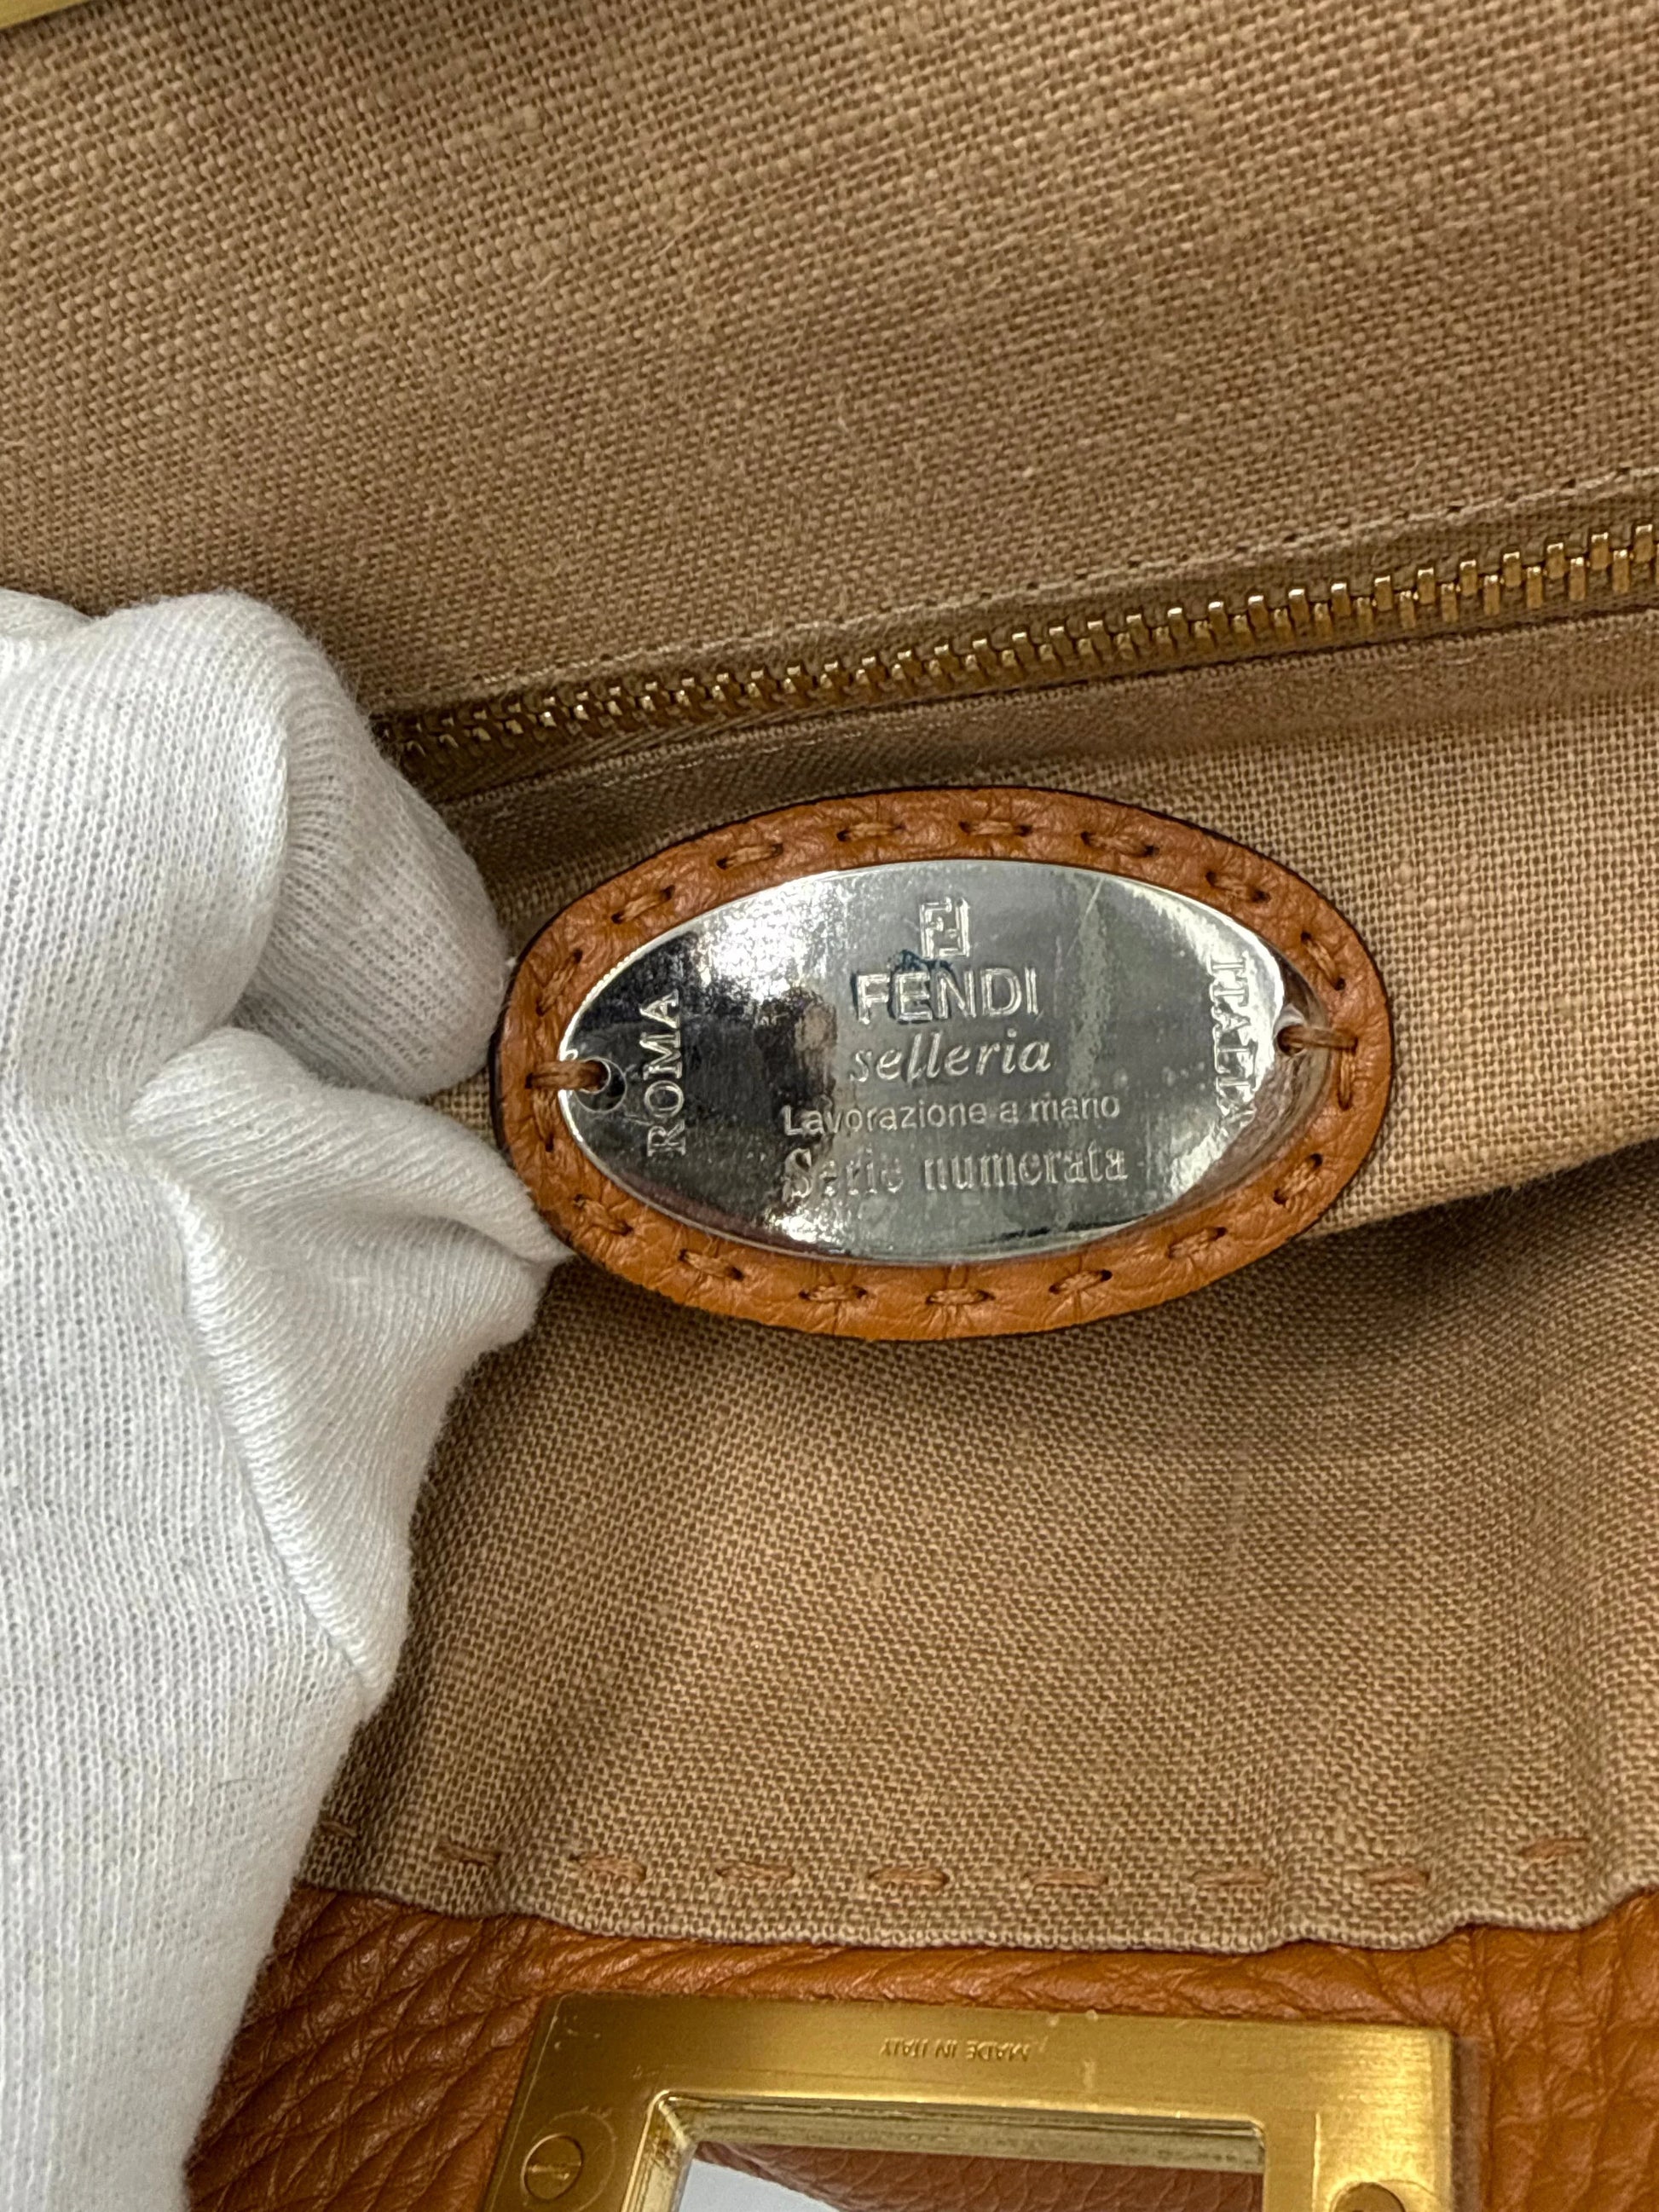 FENDI
selleria
Lavorazione a mano
Serie numerata
ROMA
ITALIA
MADE IN ITALY